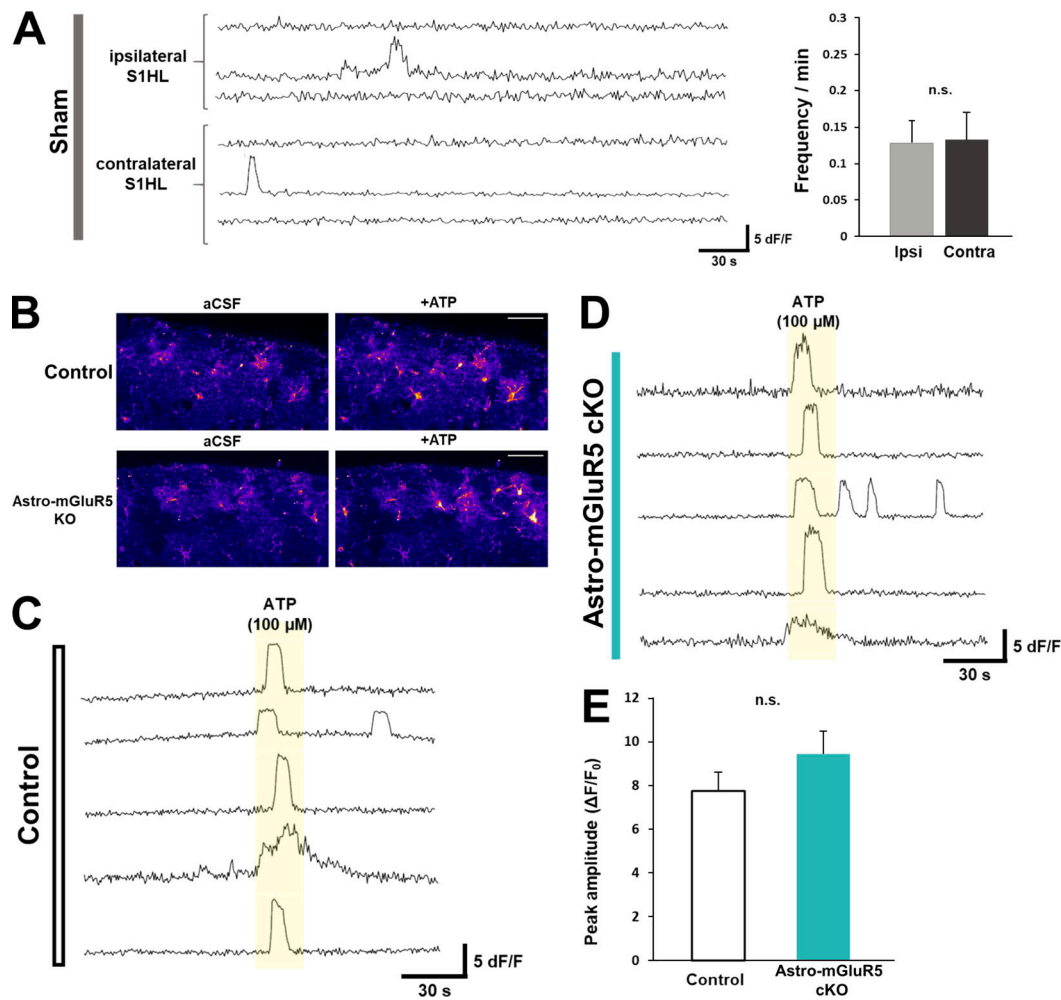 A
Sham
ipsilateral
S1HL
contralateral
S1HL
5 dF/F
30 s
Frequency / min
0.3
0.25
0.2
0.15
0.1
0.05
0
n.s.
Ipsi
Contra
B
aCSF
+ATP
Control
aCSF
+ATP
Astro-mGluR5
KO
C
Control
ATP
(100 µM)
5 dF/F
30 s
D
Astro-mGluR5 cKO
ATP
(100 µM)
5 dF/F
30 s
E
Peak amplitude (ΔF/F₀)
12
10
8
6
4
2
0
n.s.
Control
Astro-mGluR5
cKO